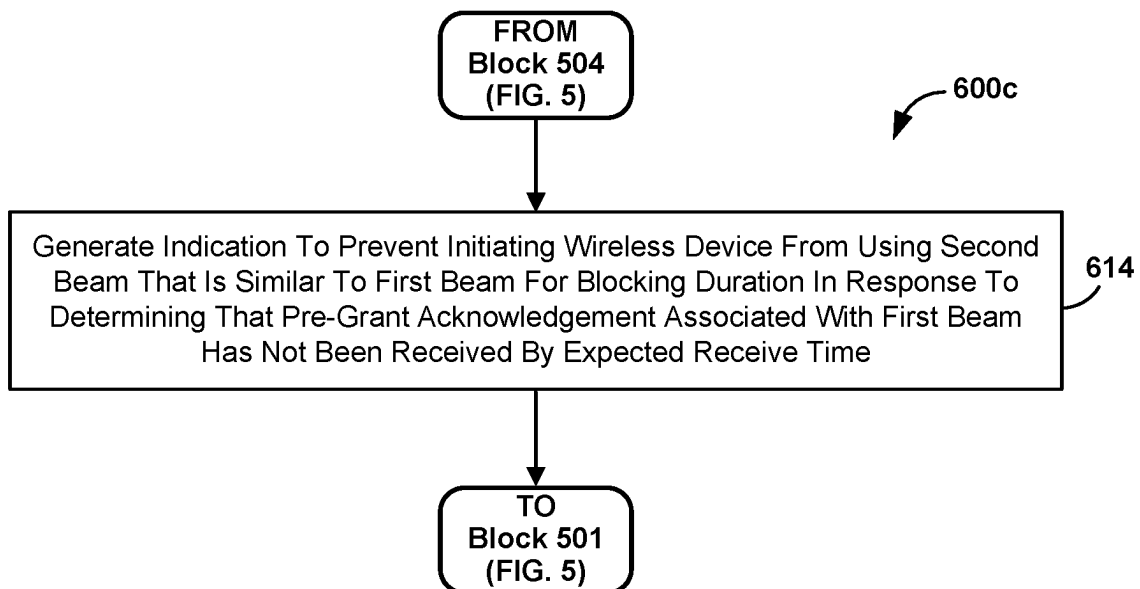 FROM
Block 504
(FIG. 5)
600c
Generate Indication To Prevent Initiating Wireless Device From Using Second
Beam That Is Similar To First Beam For Blocking Duration In Response To
Determining That Pre-Grant Acknowledgement Associated With First Beam
Has Not Been Received By Expected Receive Time
614
TO
Block 501
(FIG. 5)